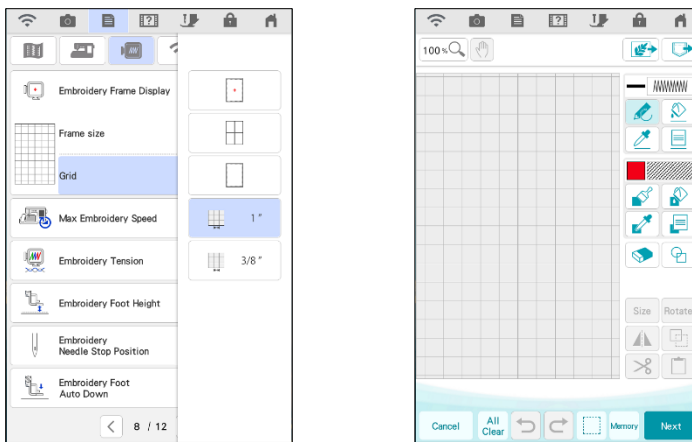 Embroidery Frame Display
Frame size
Grid
1 "
Max Embroidery Speed
3/8 "
Embroidery Tension
Embroidery Foot Height
Embroidery
Needle Stop Position
Embroidery Foot
Auto Down
8 / 12
100 %
Size
Rotate
Cancel
All
Clear
Memory
Next